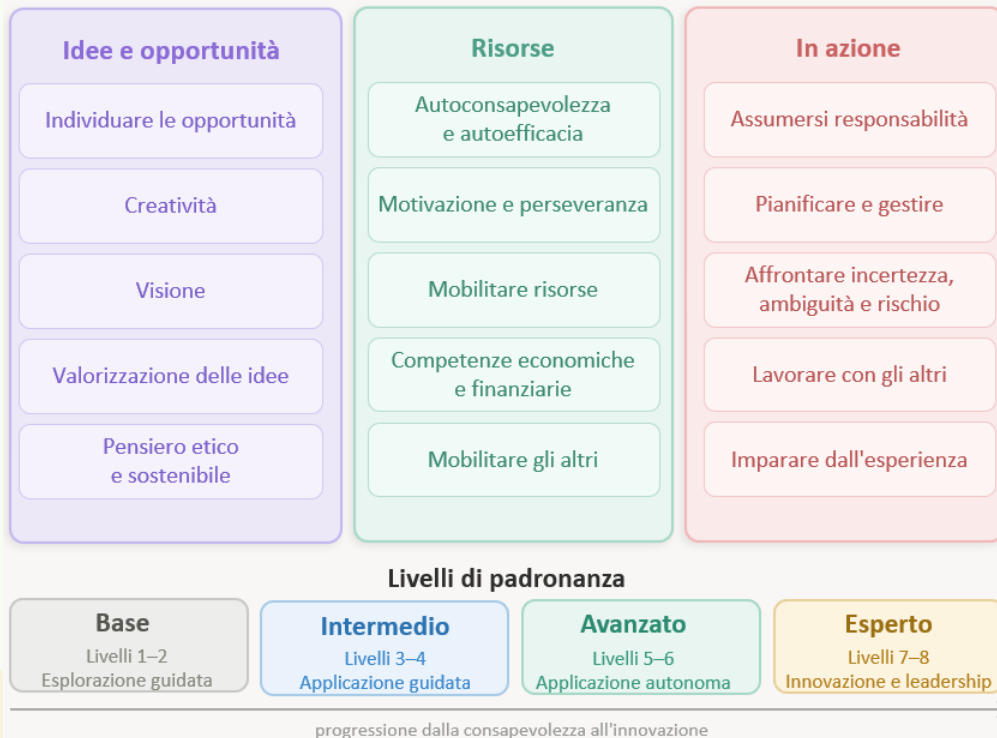 Idee e opportunità
Individuare le opportunità
Creatività
Visione
Valorizzazione delle idee
Pensiero etico
e sostenibile
Risorse
Autoconsapevolezza
e autoefficacia
Motivazione e perseveranza
Mobilitare risorse
Competenze economiche
e finanziarie
Mobilitare gli altri
In azione
Assumersi responsabilità
Pianificare e gestire
Affrontare incertezza,
ambiguità e rischio
Lavorare con gli altri
Imparare dall'esperienza
Livelli di padronanza
Base
Livelli 1–2
Esplorazione guidata
Intermedio
Livelli 3–4
Applicazione guidata
Avanzato
Livelli 5–6
Applicazione autonoma
Esperto
Livelli 7–8
Innovazione e leadership
progressione dalla consapevolezza all'innovazione